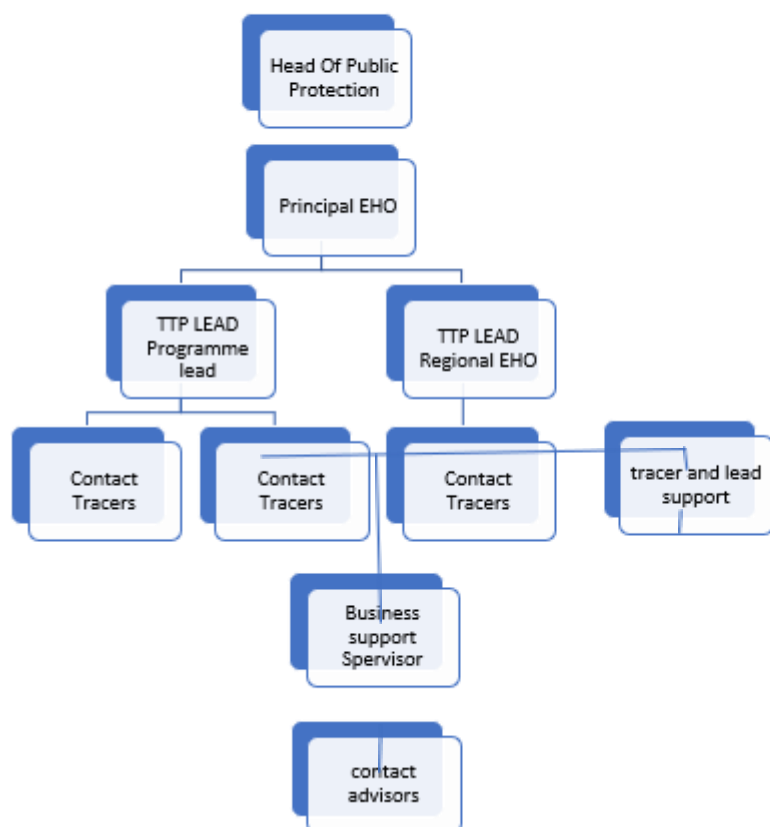 Head Of Public
Protection
Principal EHO
TTP LEAD
Programme
lead
TTP LEAD
Regional EHO
Contact
Tracers
Contact
Tracers
Contact
Tracers
tracer and lead
support
Business
support
Spervisor
contact
advisors